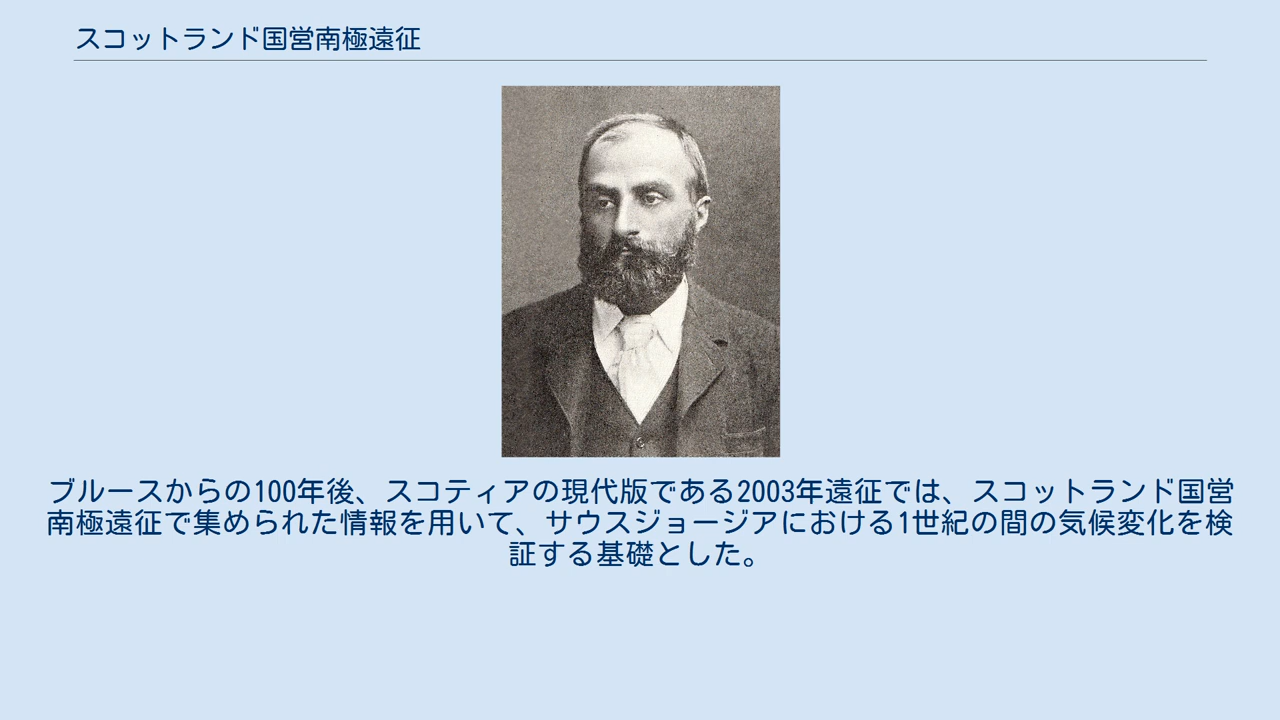 スコットランド国営南極遠征
ブルースからの100年後、スコティアの現代版である2003年遠征では、スコットランド国営
南極遠征で集められた情報を用いて、サウスジョージアにおける1世紀の間の気候変化を検
証する基礎とした。